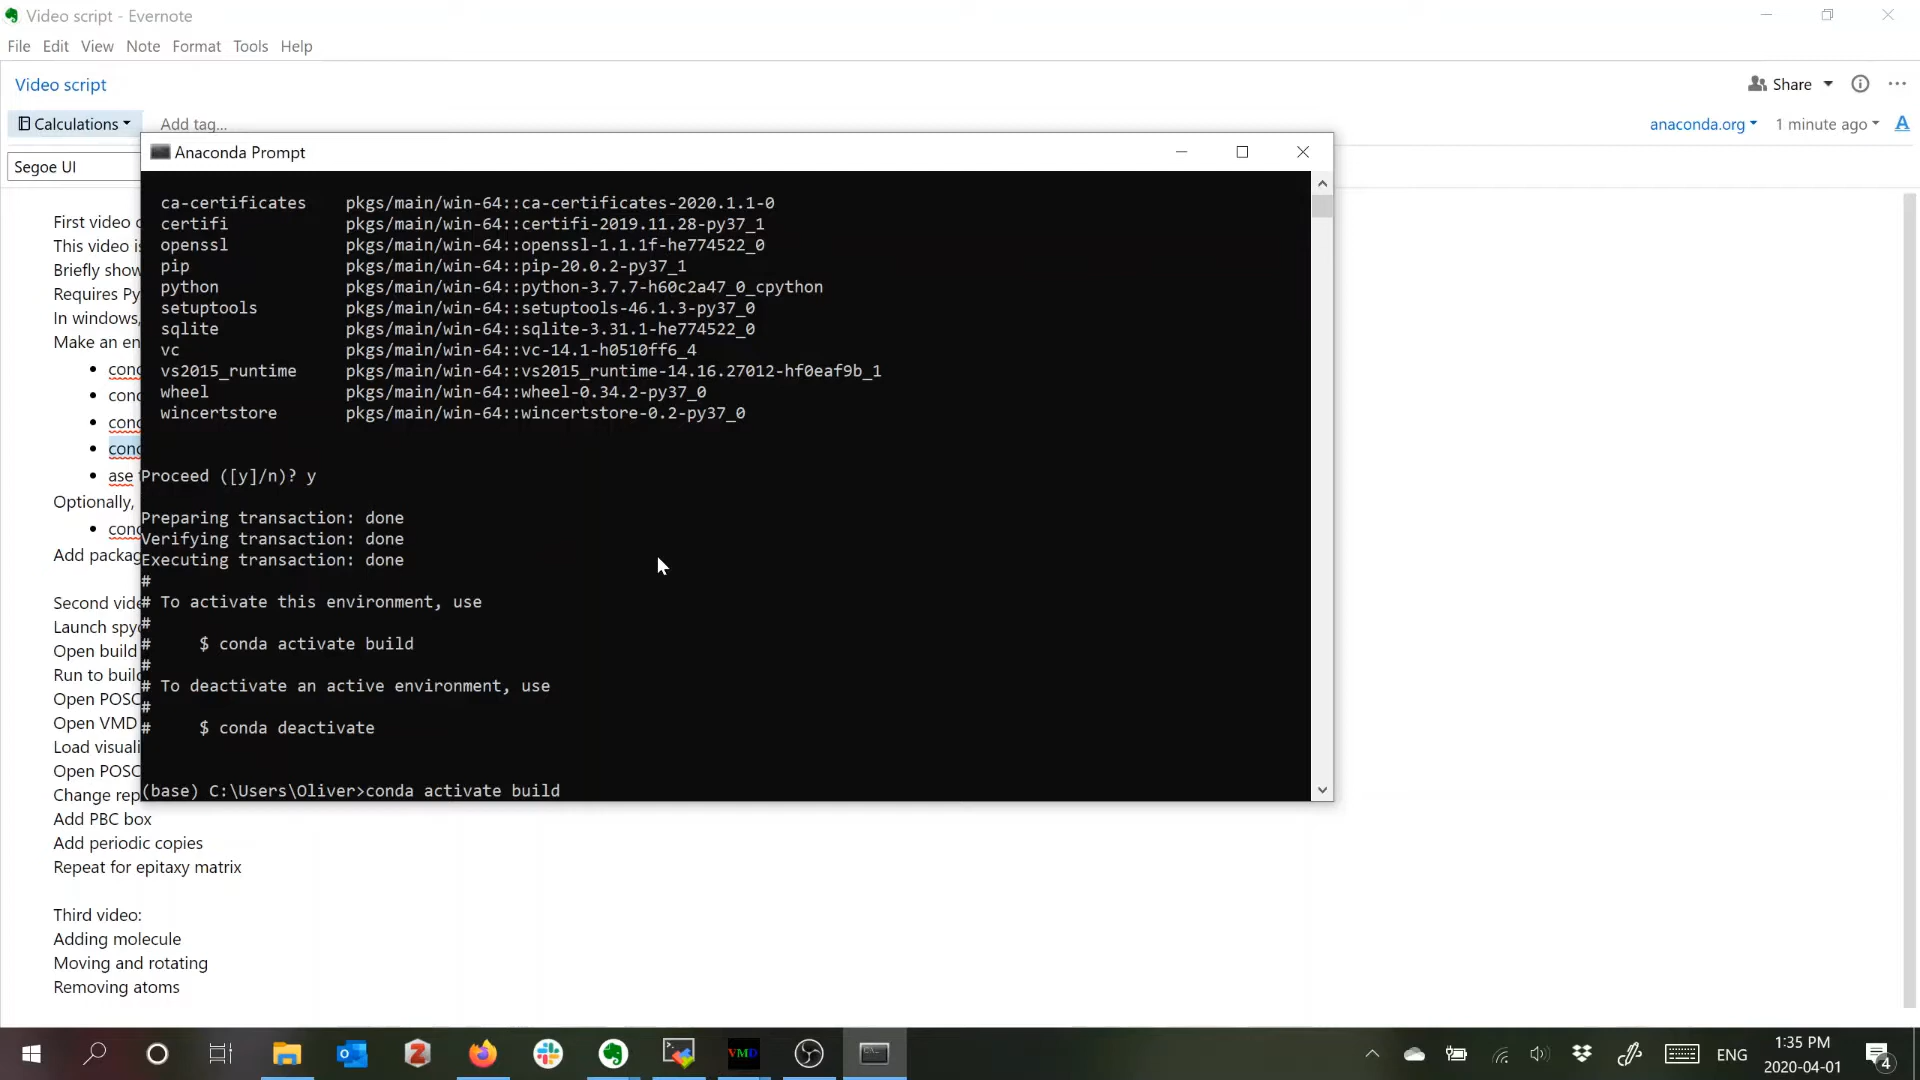 Video script - Evernote
File Edit View Note Format Tools Help
Video script
Share
Calculations
Add tag...
anaconda.org
1 minute ago
A
Segoe UI
Anaconda Prompt
ca-certificates pkgs/main/win-64::ca-certificates-2020.1.1-0
certifi pkgs/main/win-64::certifi-2019.11.28-py37_1
openssl pkgs/main/win-64::openssl-1.1.1f-he774522_0
pip pkgs/main/win-64::pip-20.0.2-py37_1
python pkgs/main/win-64::python-3.7.7-h60c2a47_0_cpython
setuptools pkgs/main/win-64::setuptools-46.1.3-py37_0
sqlite pkgs/main/win-64::sqlite-3.31.1-he774522_0
vc pkgs/main/win-64::vc-14.1-h0510ff6_4
vs2015_runtime pkgs/main/win-64::vs2015_runtime-14.16.27012-hf0eaf9b_1
wheel pkgs/main/win-64::wheel-0.34.2-py37_0
wincertstore pkgs/main/win-64::wincertstore-0.2-py37_0
Proceed ([y]/n)? y
Preparing transaction: done
Verifying transaction: done
Executing transaction: done
#
# To activate this environment, use
#
# $ conda activate build
#
# To deactivate an active environment, use
#
# $ conda deactivate
(base) C:\Users\Oliver>conda activate build
First video
This video
Briefly show
Requires Py
In windows,
Make an en
cond
cond
cond
cond
ase
Optionally,
cond
Add packag
Second vide
Launch spy
Open build
Run to build
Open POSC
Open VMD
Load visuali
Open POSC
Change rep
Add PBC box
Add periodic copies
Repeat for epitaxy matrix
Third video:
Adding molecule
Moving and rotating
Removing atoms
VMD
ENG
1:35 PM
2020-04-01
4